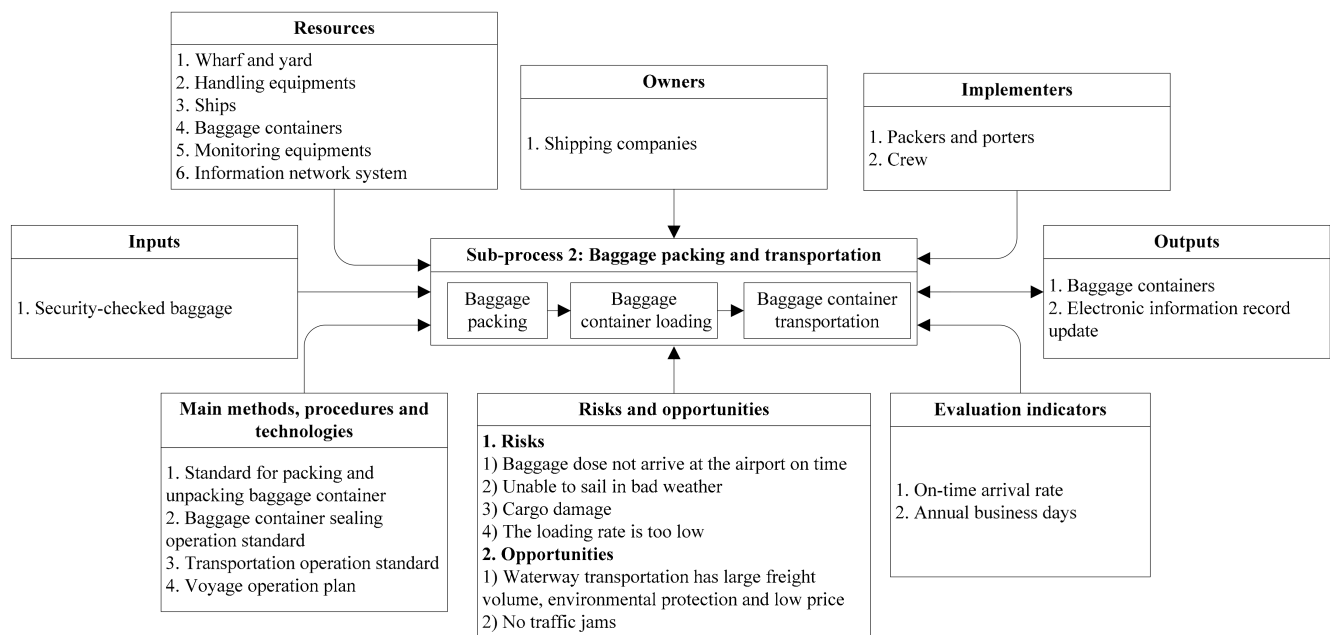 Resources
1. Wharf and yard
2. Handling equipments
3. Ships
4. Baggage containers
5. Monitoring equipments
6. Information network system
Owners
1. Shipping companies
Implementers
1. Packers and porters
2. Crew
Inputs
1. Security-checked baggage
Sub-process 2: Baggage packing and transportation
Baggage
packing
Baggage
container loading
Baggage container
transportation
Outputs
1. Baggage containers
2. Electronic information record
update
Main methods, procedures and
technologies
1. Standard for packing and
unpacking baggage container
2. Baggage container sealing
operation standard
3. Transportation operation standard
4. Voyage operation plan
Risks and opportunities
1. Risks
1) Baggage dose not arrive at the airport on time
2) Unable to sail in bad weather
3) Cargo damage
4) The loading rate is too low
2. Opportunities
1) Waterway transportation has large freight
volume, environmental protection and low price
2) No traffic jams
Evaluation indicators
1. On-time arrival rate
2. Annual business days